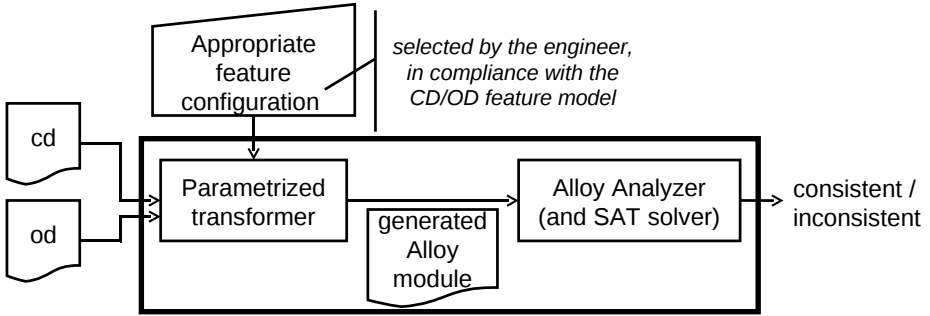 Appropriate
feature
configuration
selected by the engineer,
in compliance with the
CD/OD feature model
cd
od
Parametrized
transformer
generated
Alloy
module
Alloy Analyzer
(and SAT solver)
consistent /
inconsistent